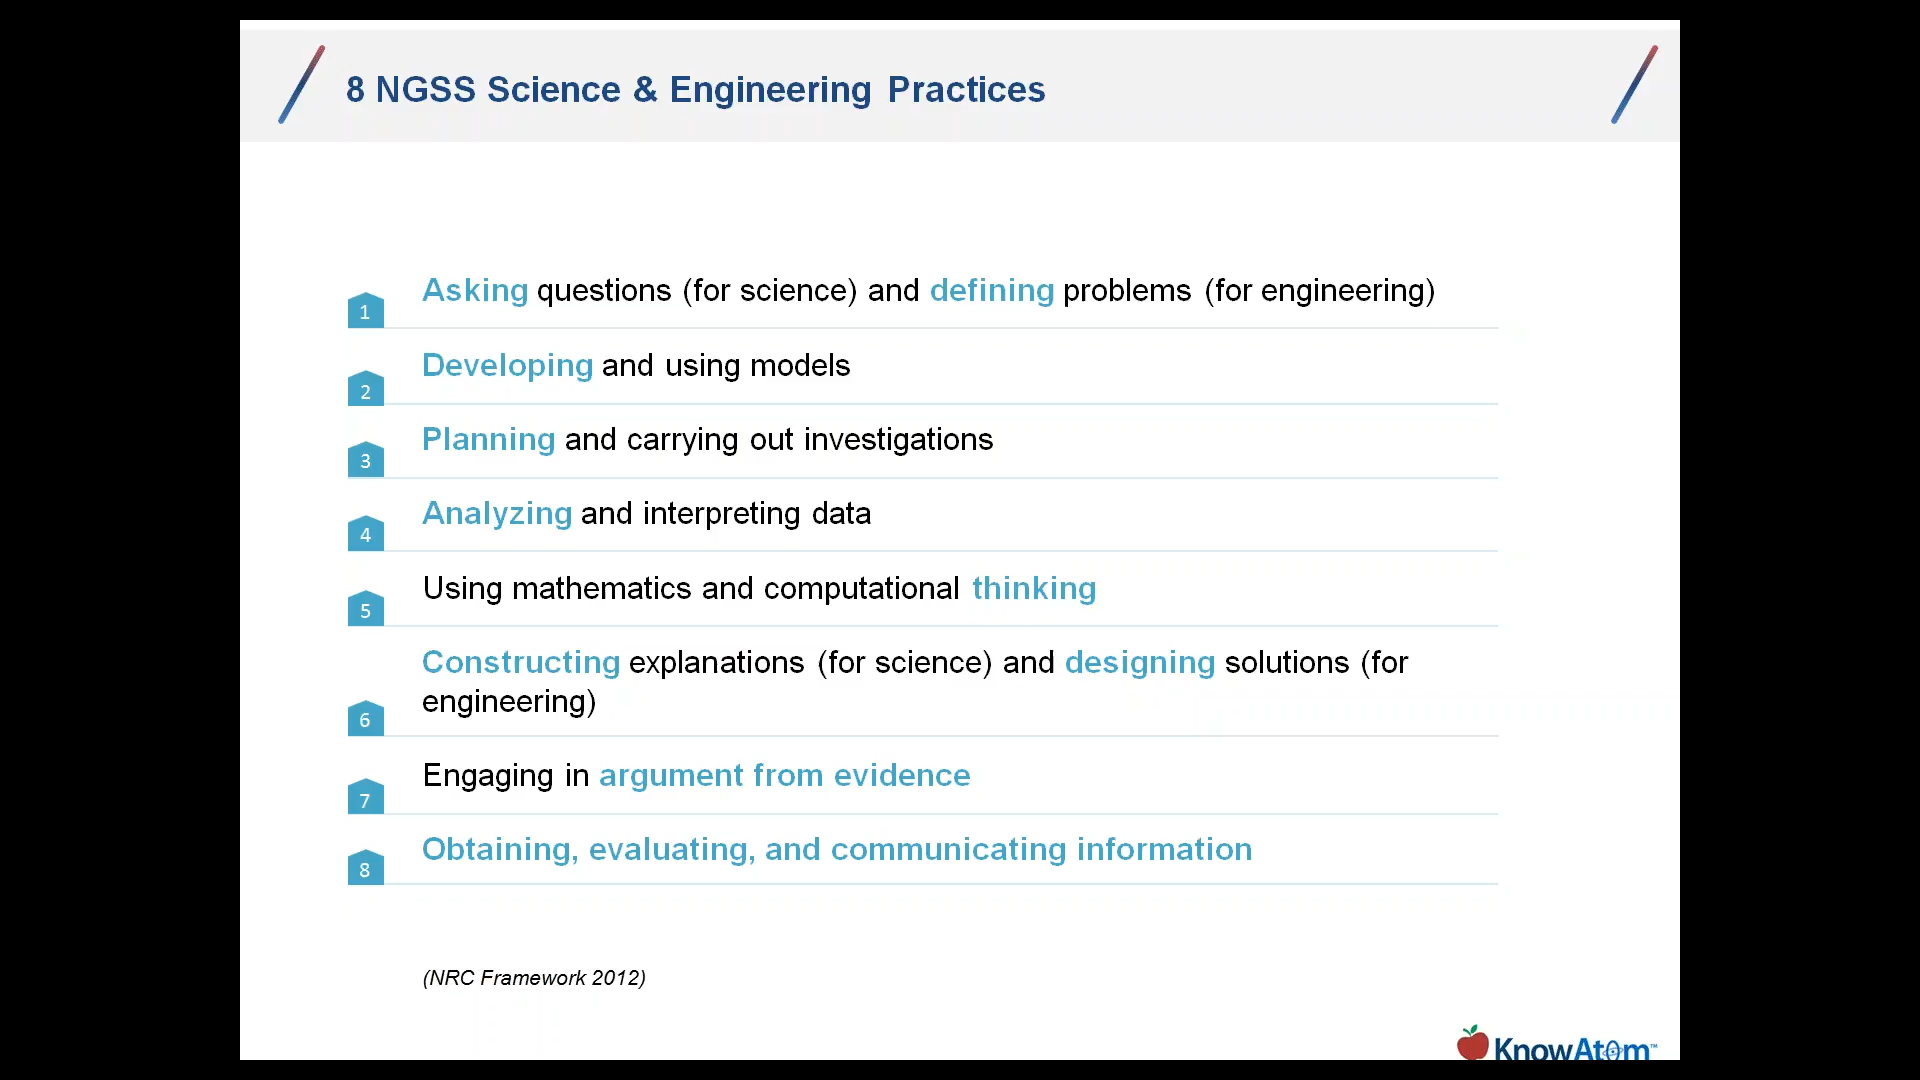 8 NGSS Science & Engineering Practices
1 Asking questions (for science) and defining problems (for engineering)
2 Developing and using models
3 Planning and carrying out investigations
4 Analyzing and interpreting data
5 Using mathematics and computational thinking
6 Constructing explanations (for science) and designing solutions (for
engineering)
7 Engaging in argument from evidence
8 Obtaining, evaluating, and communicating information
(NRC Framework 2012)
KnowAtom™